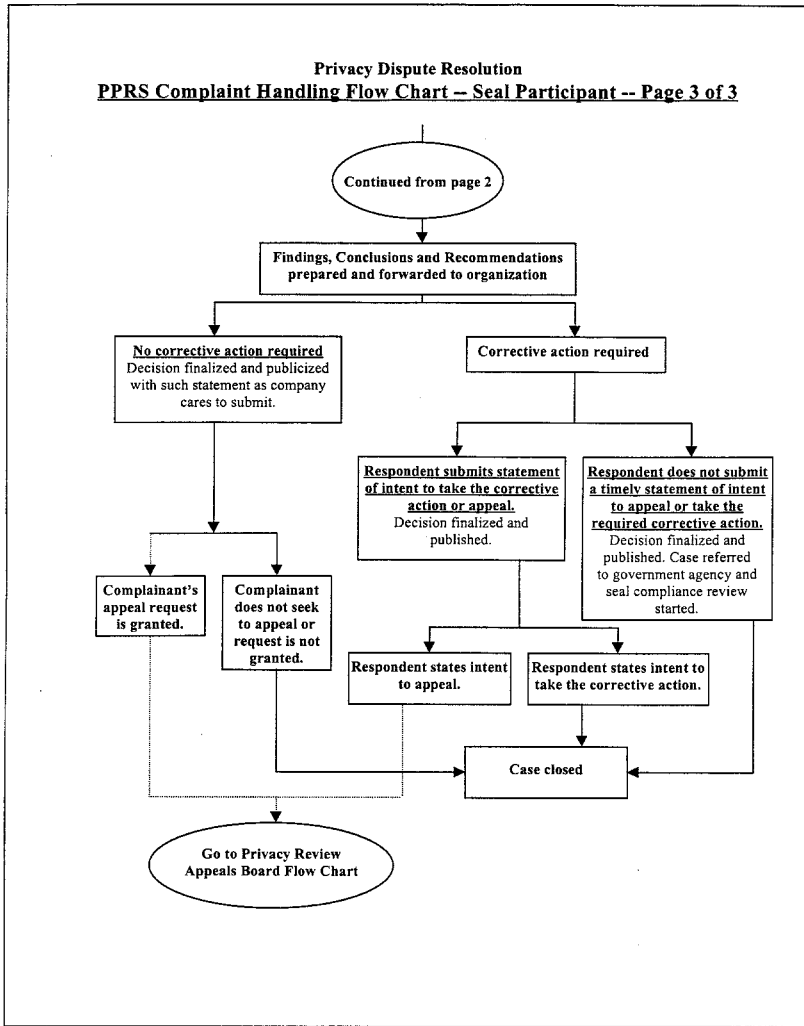 Privacy Dispute Resolution
PPRS Complaint Handling Flow Chart -- Seal Participant -- Page 3 of 3
Continued from page 2
Findings, Conclusions and Recommendations
prepared and forwarded to organization
No corrective action required
Decision finalized and publicized
with such statement as company
cares to submit.
Corrective action required
Respondent submits statement
of intent to take the corrective
action or appeal.
Decision finalized and
published.
Respondent does not submit
a timely statement of intent
to appeal or take the
required corrective action.
Decision finalized and
published. Case referred
to government agency and
seal compliance review
started.
Complainant's
appeal request
is granted.
Complainant
does not seek
to appeal or
request is not
granted.
Respondent states intent
to appeal.
Respondent states intent to
take the corrective action.
Case closed
Go to Privacy Review
Appeals Board Flow Chart